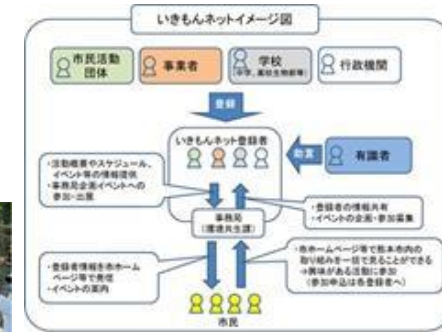 いきもんネットイメージ図
市民活動
団体
事業者
学校
(中学、高校生物部等)
行政機関
登録
いきもんネット登録者
助言
有識者
・活動概要やスケジュール、
イベント等の情報提供
・事務局企画イベントへの
参加・出展
事務局
(環境共生課)
・登録者の情報共有
・イベントの企画・参加募集
・登録者情報を市ホーム
ページ等で発信
・イベントの案内
・市ホームページ等で熊本市内の
取り組みを一括で見ることができる
→興味がある活動に参加
(参加申込は各登録者へ)
市民